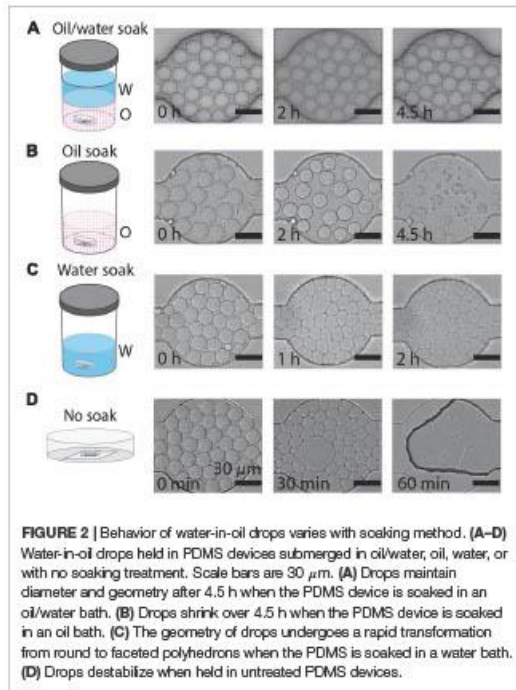 A Oil/water soak
W
O
0 h
2 h
4.5 h
B Oil soak
O
0 h
2 h
4.5 h
C Water soak
W
0 h
1 h
2 h
D No soak
30 µm
0 min
30 min
60 min
FIGURE 2 | Behavior of water-in-oil drops varies with soaking method. (A–D)
Water-in-oil drops held in PDMS devices submerged in oil/water, oil, water, or
with no soaking treatment. Scale bars are 30 µm. (A) Drops maintain
diameter and geometry after 4.5 h when the PDMS device is soaked in an
oil/water bath. (B) Drops shrink over 4.5 h when the PDMS device is soaked
in an oil bath. (C) The geometry of drops undergoes a rapid transformation
from round to faceted polyhedrons when the PDMS is soaked in a water bath.
(D) Drops destabilize when held in untreated PDMS devices.